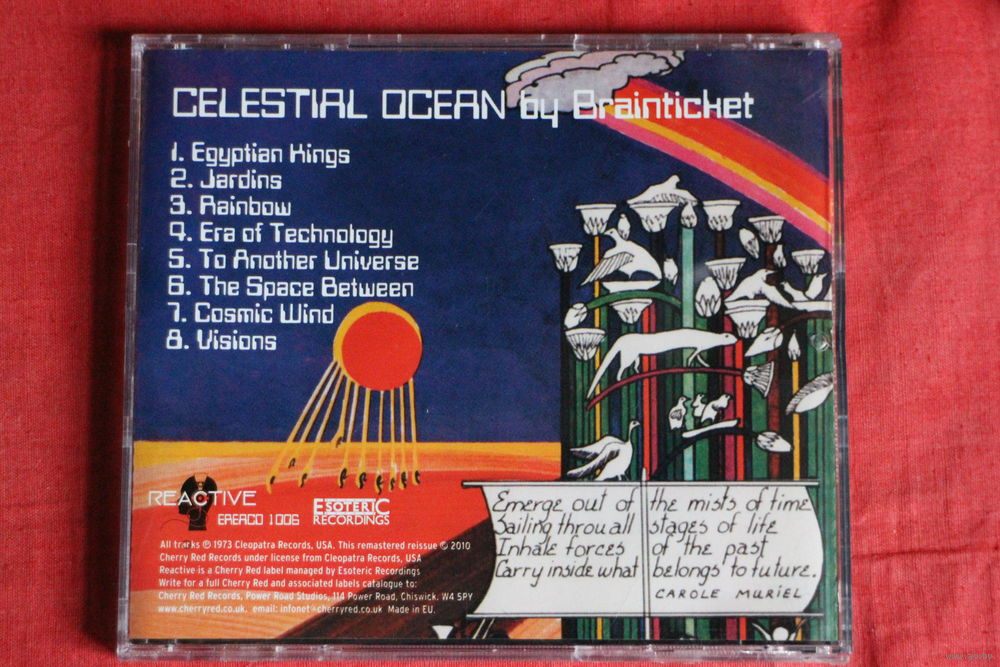 CELESTIAL OCEAN by Brainticket
1. Egyptian Kings
2. Jardins
3. Rainbow
4. Era of Technology
5. To Another Universe
6. The Space Between
7. Cosmic Wind
8. Visions
REACTIVE
EREACD 1006
ESOTERIC
RECORDINGS
All tracks ℗ 1973 Cleopatra Records, USA. This remastered reissue © 2010
Cherry Red Records under license from Cleopatra Records, USA
Reactive is a Cherry Red label managed by Esoteric Recordings
Write for a full Cherry Red and associated labels catalogue to:
Cherry Red Records, Power Road Studios, 114 Power Road, Chiswick, W4 5PY
www.cherryred.co.uk, email: infonet@cherryred.co.uk Made in EU.
Emerge out of the mists of time
Sailing throu all stages of life
Inhale forces of the past
Carry inside what belongs to future.
CAROLE MURIEL